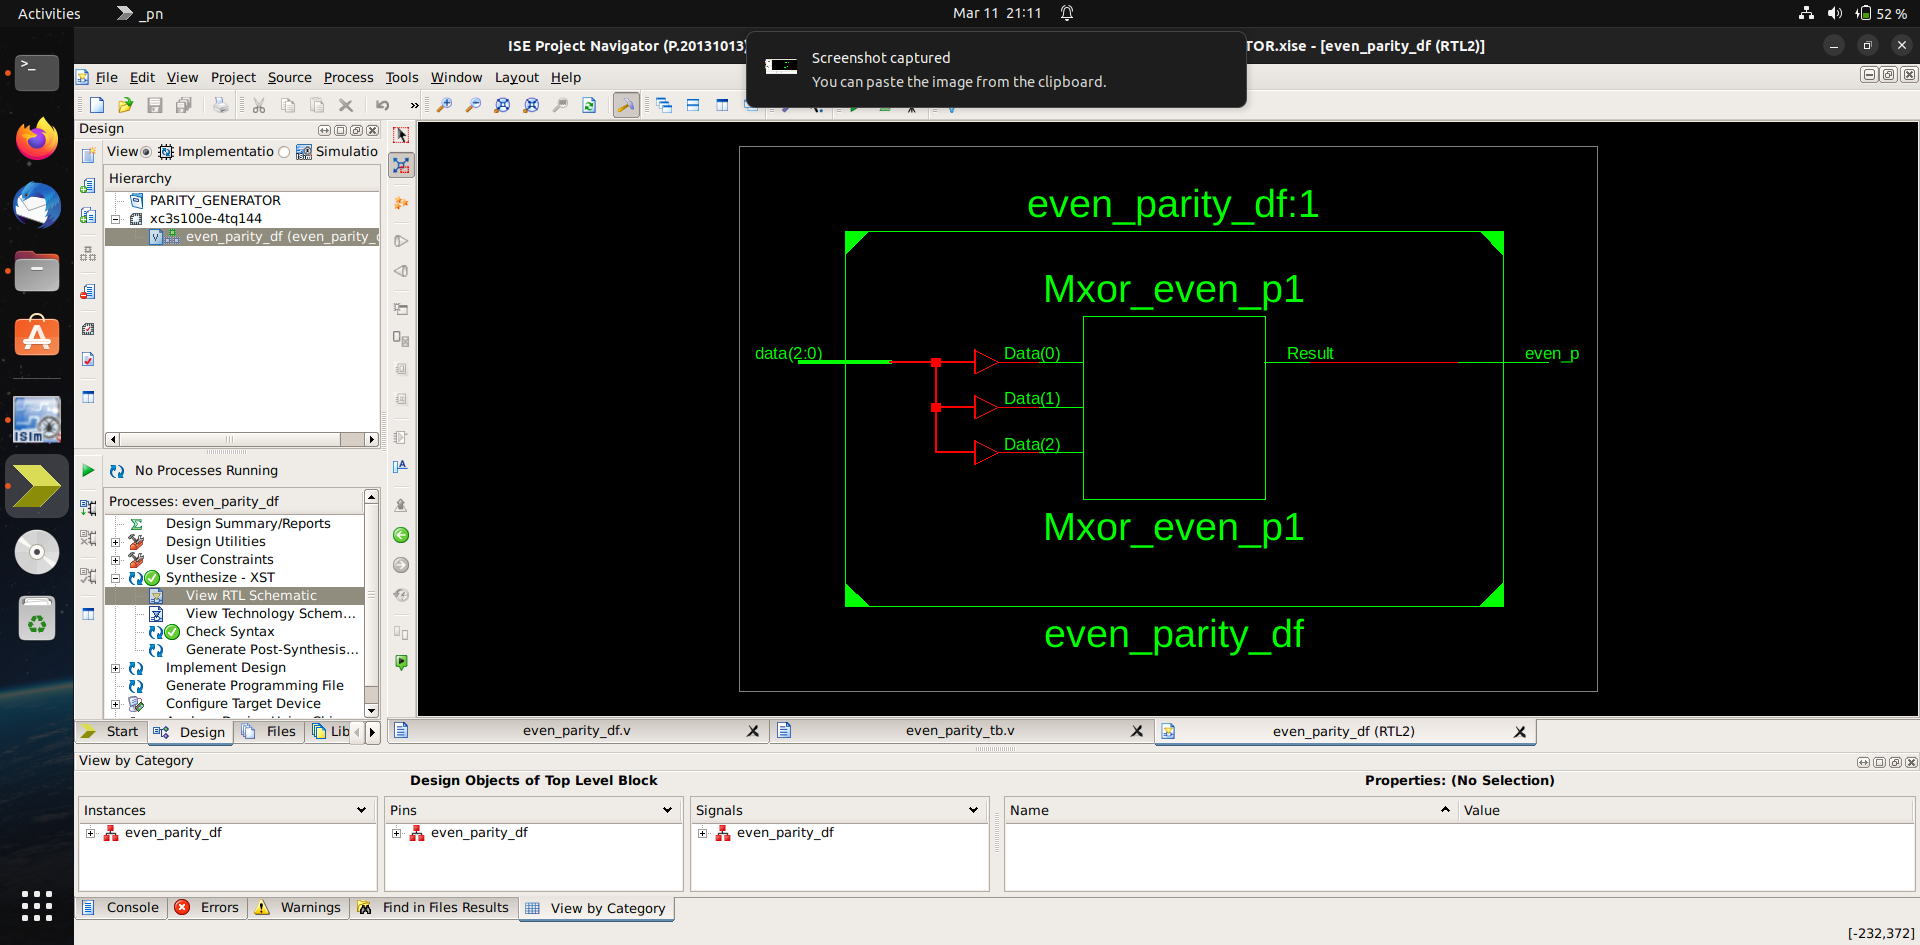 Activities
_pn
Mar 11 21:11
52 %
ISE Project Navigator (P.20131013)
TOR.xise - [even_parity_df (RTL2)]
Screenshot captured
You can paste the image from the clipboard.
File Edit View Project Source Process Tools Window Layout Help
Design
View Implementatio Simulatio
Hierarchy
PARITY_GENERATOR
xc3s100e-4tq144
even_parity_df (even_parity_
No Processes Running
Processes: even_parity_df
Design Summary/Reports
Design Utilities
User Constraints
Synthesize - XST
View RTL Schematic
View Technology Schem...
Check Syntax
Generate Post-Synthesis...
Implement Design
Generate Programming File
Configure Target Device
Start Design Files Lib
even_parity_df:1
Mxor_even_p1
data(2:0)
Data(0)
Data(1)
Data(2)
Result
even_p
Mxor_even_p1
even_parity_df
even_parity_df.v
even_parity_tb.v
even_parity_df (RTL2)
View by Category
Design Objects of Top Level Block
Properties: (No Selection)
Instances
Pins
Signals
Name
Value
even_parity_df
even_parity_df
even_parity_df
Console Errors Warnings Find in Files Results View by Category
[-232,372]
ISim